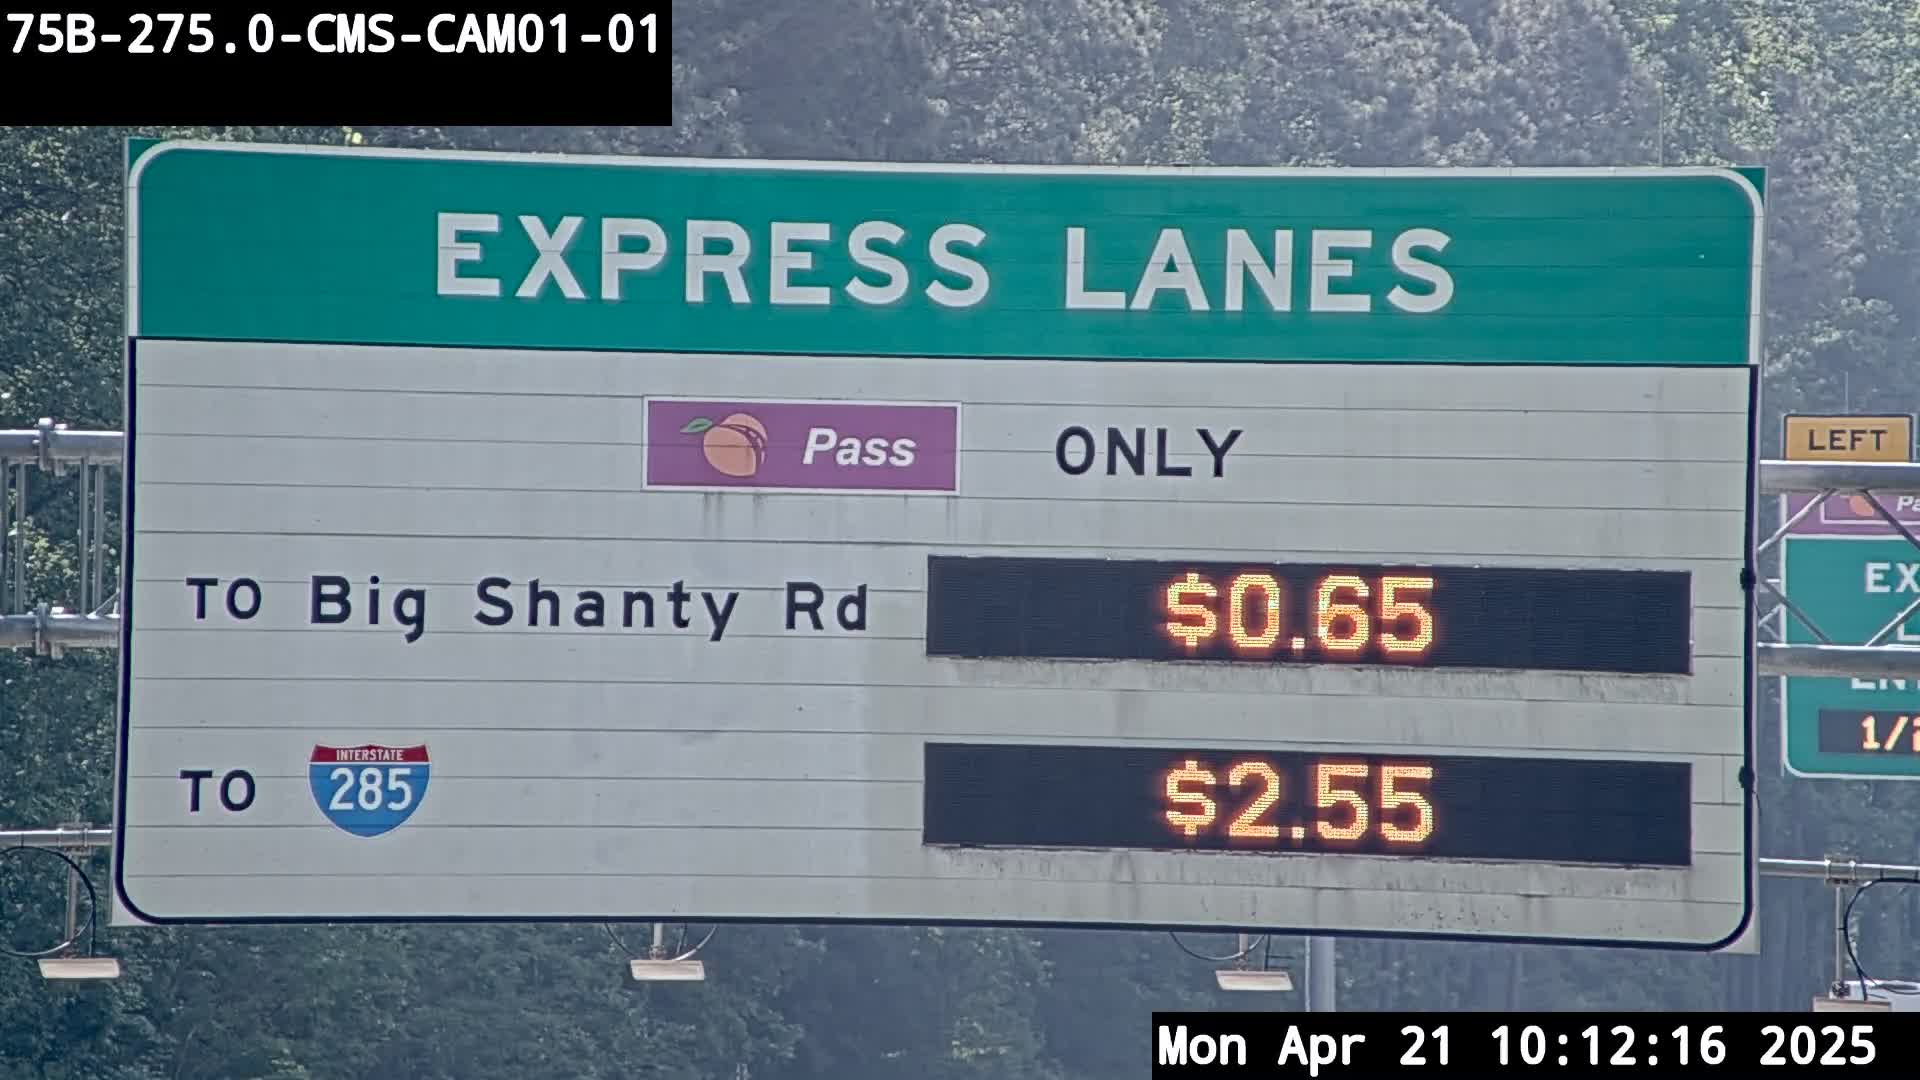 75B-275.0-CMS-CAM01-01
EXPRESS LANES
Pass ONLY
TO Big Shanty Rd $0.65
TO INTERSTATE 285 $2.55
LEFT
Mon Apr 21 10:12:16 2025